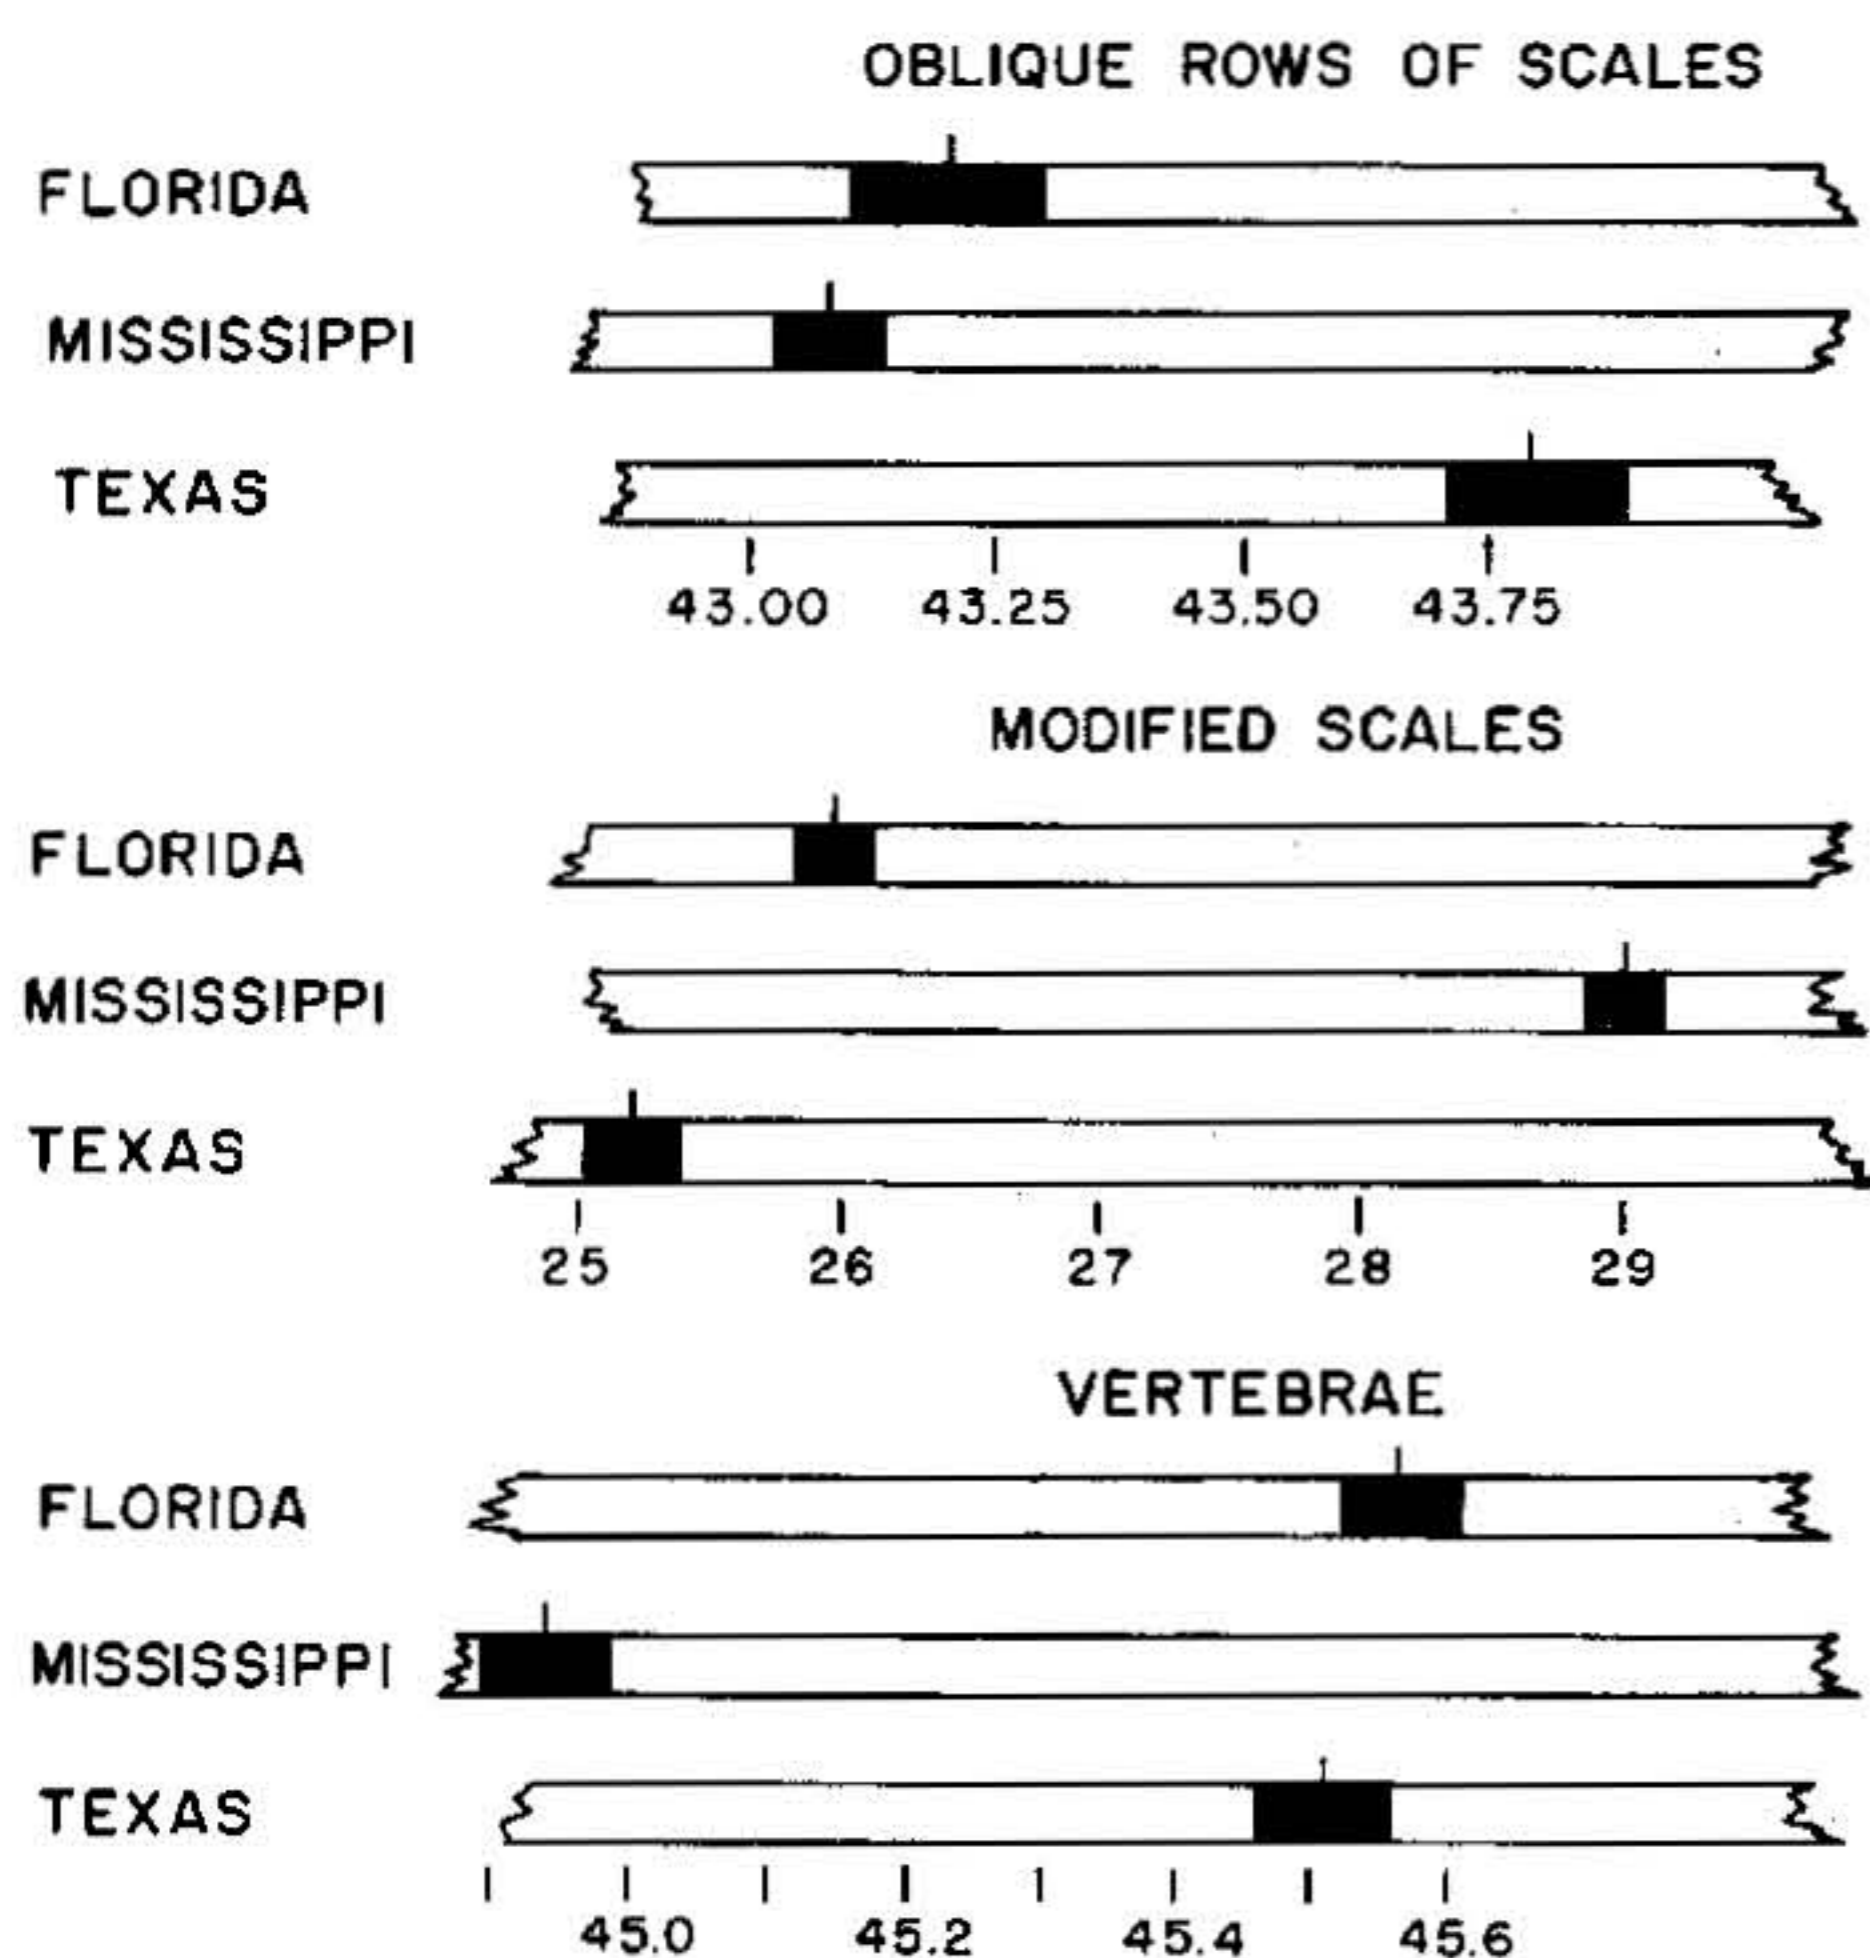 OBLIQUE ROWS OF SCALES
FLORIDA
MISSISSIPPI
TEXAS
43.00 43.25 43.50 43.75
MODIFIED SCALES
FLORIDA
MISSISSIPPI
TEXAS
25 26 27 28 29
VERTEBRAE
FLORIDA
MISSISSIPPI
TEXAS
45.0 45.2 45.4 45.6